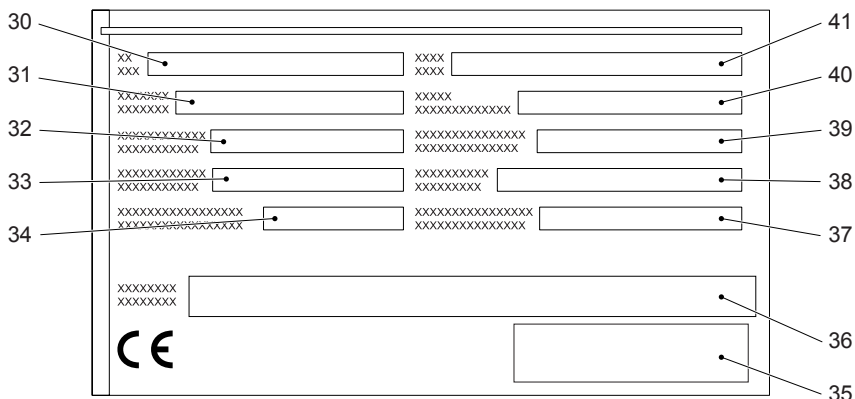 30
XX
XXX
XXXX
XXXX
41
31
XXXXXXX
XXXXXXX
XXXXX
XXXXXXXXXXXXX
40
32
XXXXXXXXXXXX
XXXXXXXXXXX
XXXXXXXXXXXXXXX
XXXXXXXXXXXXXX
39
33
XXXXXXXXXXXX
XXXXXXXXXXX
XXXXXXXXXX
XXXXXXXXX
38
34
XXXXXXXXXXXXXXXXX
XXXXXXXXXXXXXXXXX
XXXXXXXXXXXXXXXX
XXXXXXXXXXXXXXX
37
XXXXXXXX
XXXXXXXX
36
CE
35